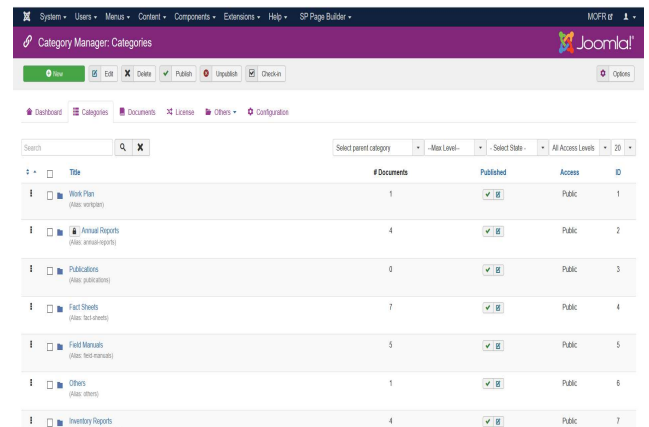 System Users Menus Content Components Extensions Help SP Page Builder MOFR
Category Manager: Categories Joomla!
New Edit Delete Publish Unpublish Check-in Options
Dashboard Categories Documents License Others Configuration
Search Select parent category --Max Level-- - Select State - All Access Levels 20
Title # Documents Published Access ID
Work Plan 1 Public 1
(Alias: workplan)
Annual Reports 4 Public 2
(Alias: annual-reports)
Publications 0 Public 3
(Alias: publications)
Fact Sheets 7 Public 4
(Alias: fact-sheets)
Field Manuals 5 Public 5
(Alias: field-manuals)
Others 1 Public 6
(Alias: others)
Inventory Reports 4 Public 7